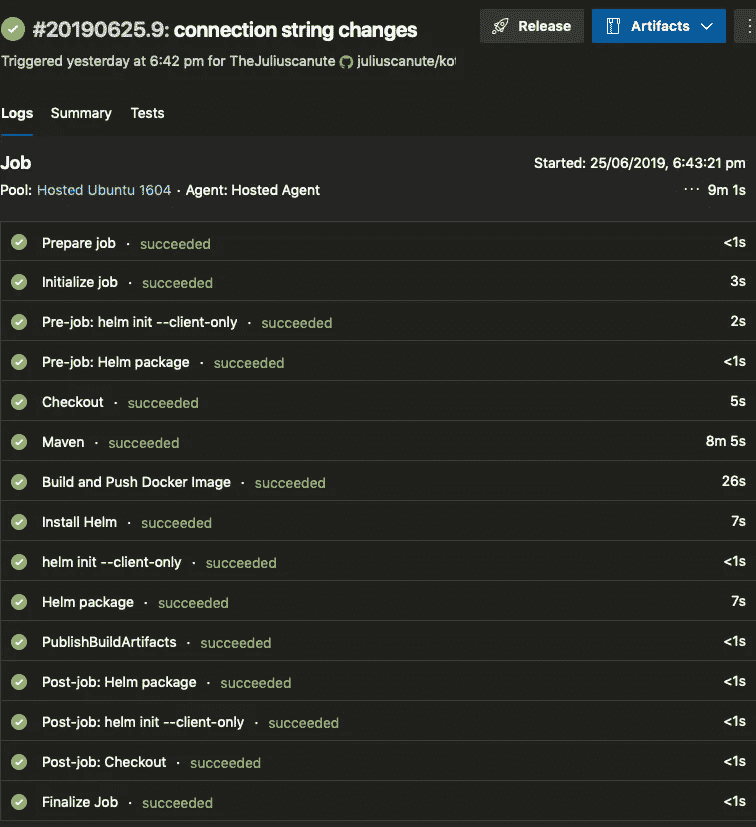 #20190625.9: connection string changes
Release
Artifacts
Triggered yesterday at 6:42 pm for TheJuliuscanute juliuscanute/ko
Logs Summary Tests
Job Started: 25/06/2019, 6:43:21 pm
Pool: Hosted Ubuntu 1604 · Agent: Hosted Agent ··· 9m 1s
Prepare job · succeeded <1s
Initialize job · succeeded 3s
Pre-job: helm init --client-only · succeeded 2s
Pre-job: Helm package · succeeded <1s
Checkout · succeeded 5s
Maven · succeeded 8m 5s
Build and Push Docker Image · succeeded 26s
Install Helm · succeeded 7s
helm init --client-only · succeeded <1s
Helm package · succeeded 7s
PublishBuildArtifacts · succeeded <1s
Post-job: Helm package · succeeded <1s
Post-job: helm init --client-only · succeeded <1s
Post-job: Checkout · succeeded <1s
Finalize Job · succeeded <1s